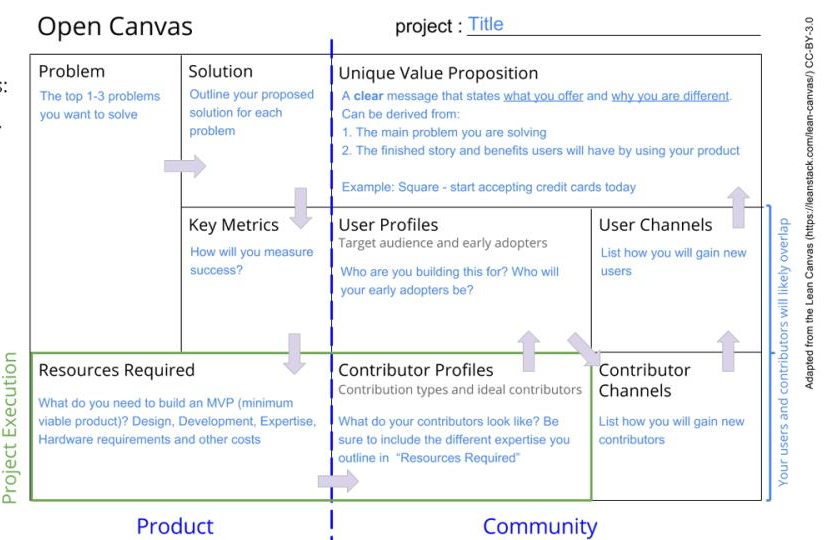 Open Canvas
project : Title
s:
Problem
The top 1-3 problems
you want to solve
Solution
Outline your proposed
solution for each
problem
Unique Value Proposition
A clear message that states what you offer and why you are different.
Can be derived from:
1. The main problem you are solving
2. The finished story and benefits users will have by using your product
Example: Square - start accepting credit cards today
Key Metrics
How will you measure
success?
User Profiles
Target audience and early adopters
Who are you building this for? Who will
your early adopters be?
User Channels
List how you will gain new
users
Resources Required
What do you need to build an MVP (minimum
viable product)? Design, Development, Expertise,
Hardware requirements and other costs
Contributor Profiles
Contribution types and ideal contributors
What do your contributors look like? Be
sure to include the different expertise you
outline in “Resources Required”
Contributor
Channels
List how you will gain new
contributors
Project Execution
Product
Community
Your users and contributors will likely overlap
Adapted from the Lean Canvas (https://leanstack.com/lean-canvas/) CC-BY-3.0